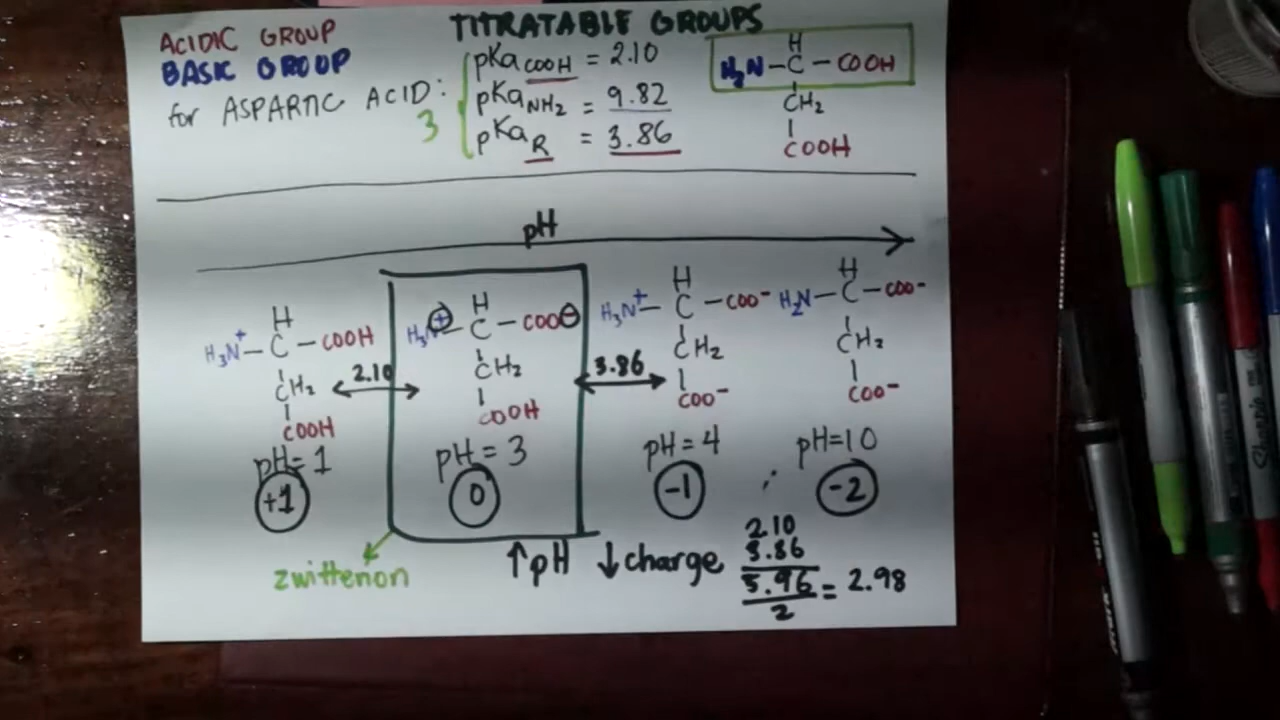 TITRATABLE GROUPS
ACIDIC GROUP
BASIC GROUP
for ASPARTIC ACID:
3
pKa COOH = 2.10
pKa NH2 = 9.82
pKa R = 3.86
H
H2N-C-COOH
CH2
COOH
pH
H
H3N+-C-COOH
CH2
COOH
pH=1
+1
2.10
H
H3N+-C-COO⊖
CH2
COOH
pH=3
0
3.86
H
H3N+-C-COO-
CH2
COO-
pH=4
-1
H
H2N-C-COO-
CH2
COO-
pH=10
-2
zwitterion
↑pH ↓charge
2.10
3.86
5.96 = 2.98
2
Sharpie